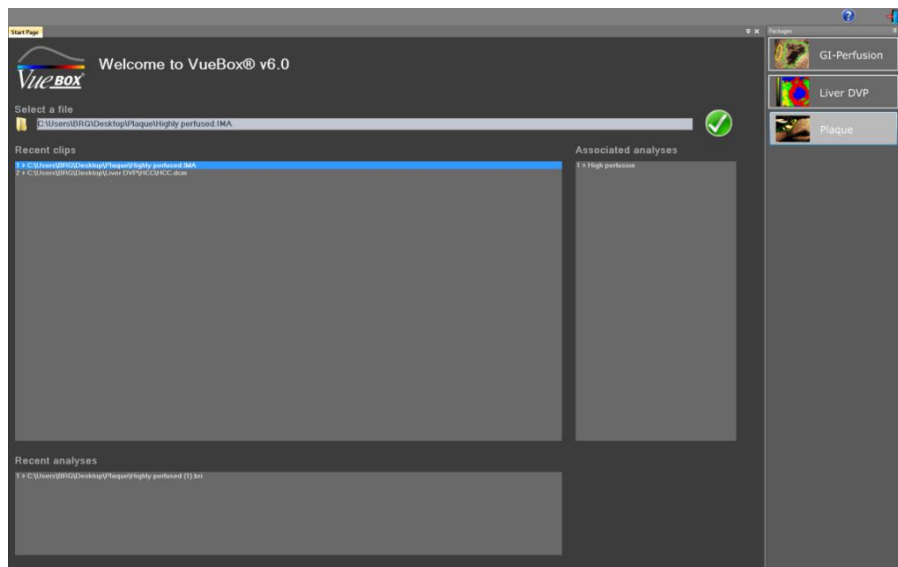 Start Page
Packages
VUEBOX®
Welcome to VueBox® v6.0
Select a file
C:\Users\BRG\Desktop\Plaque\Highly perfused.IMA
Recent clips
1 > C:\Users\BRG\Desktop\Plaque\Highly perfused.IMA
2 > C:\Users\BRG\Desktop\Liver DVP\HCC\HCC.dcm
Associated analyses
1 > High perfusion
Recent analyses
1 > C:\Users\BRG\Desktop\Plaque\Highly perfused (1).bri
GI-Perfusion
Liver DVP
Plaque